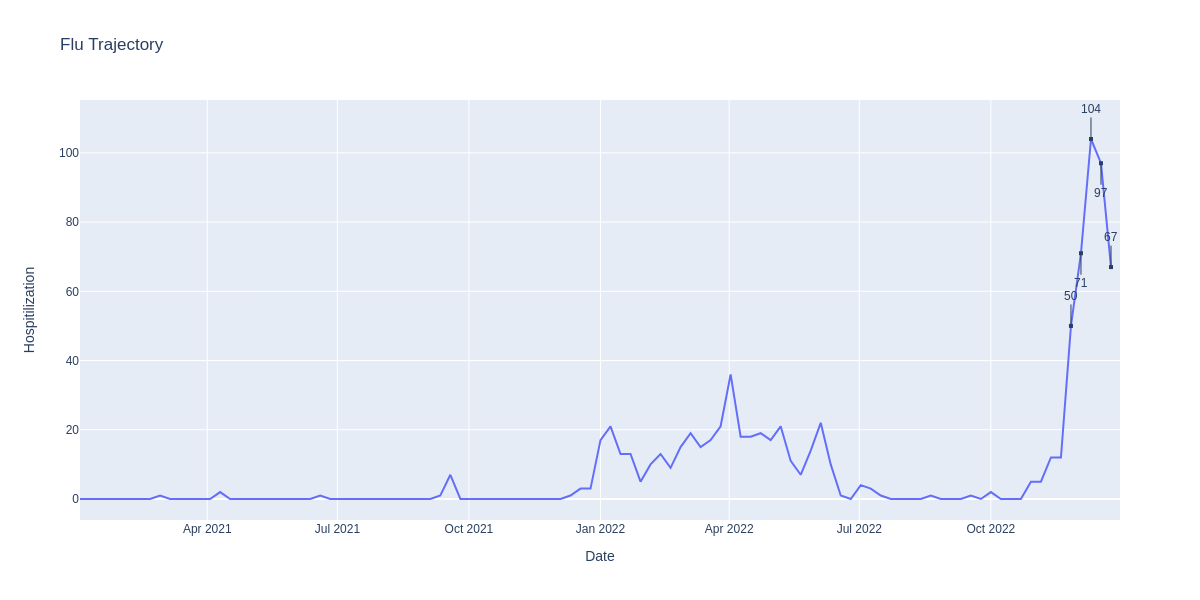 Flu Trajectory
104
100
97
80
67
71
60
50
40
20
0
Hospitilization
Apr 2021
Jul 2021
Oct 2021
Jan 2022
Apr 2022
Jul 2022
Oct 2022
Date